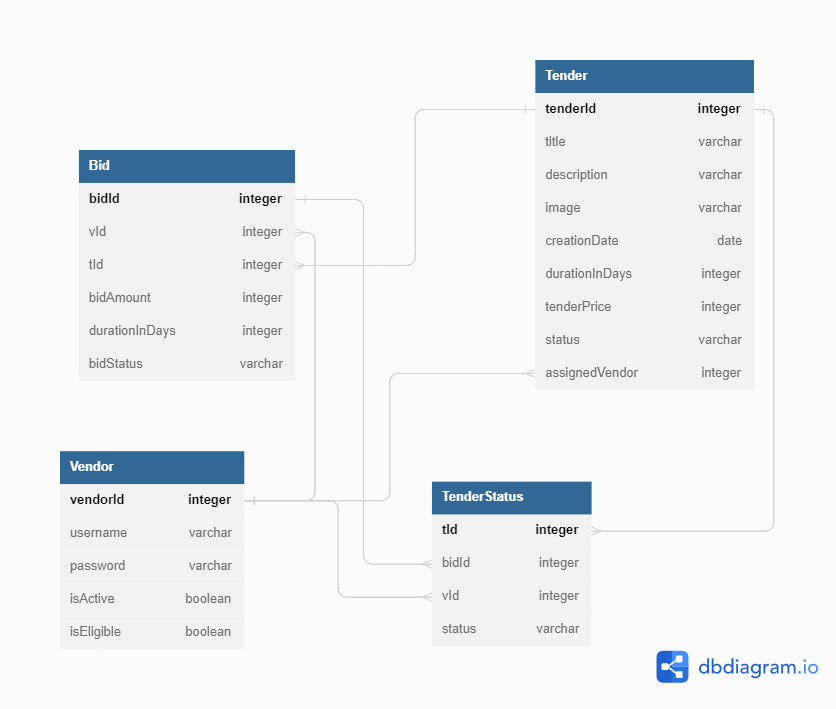 Tender
tenderId integer
title varchar
description varchar
image varchar
creationDate date
durationInDays integer
tenderPrice integer
status varchar
assignedVendor integer
Bid
bidId integer
vId integer
tId integer
bidAmount integer
durationInDays integer
bidStatus varchar
Vendor
vendorId integer
username varchar
password varchar
isActive boolean
isEligible boolean
TenderStatus
tId integer
bidId integer
vId integer
status varchar
dbdiagram.io